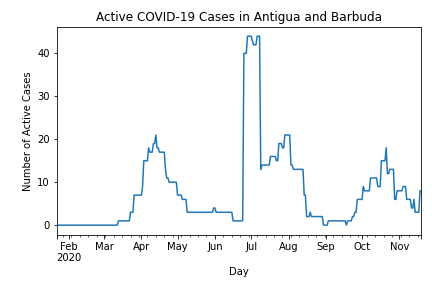 Active COVID-19 Cases in Antigua and Barbuda
Number of Active Cases
40
30
20
10
0
Feb Mar Apr May Jun Jul Aug Sep Oct Nov
2020
Day